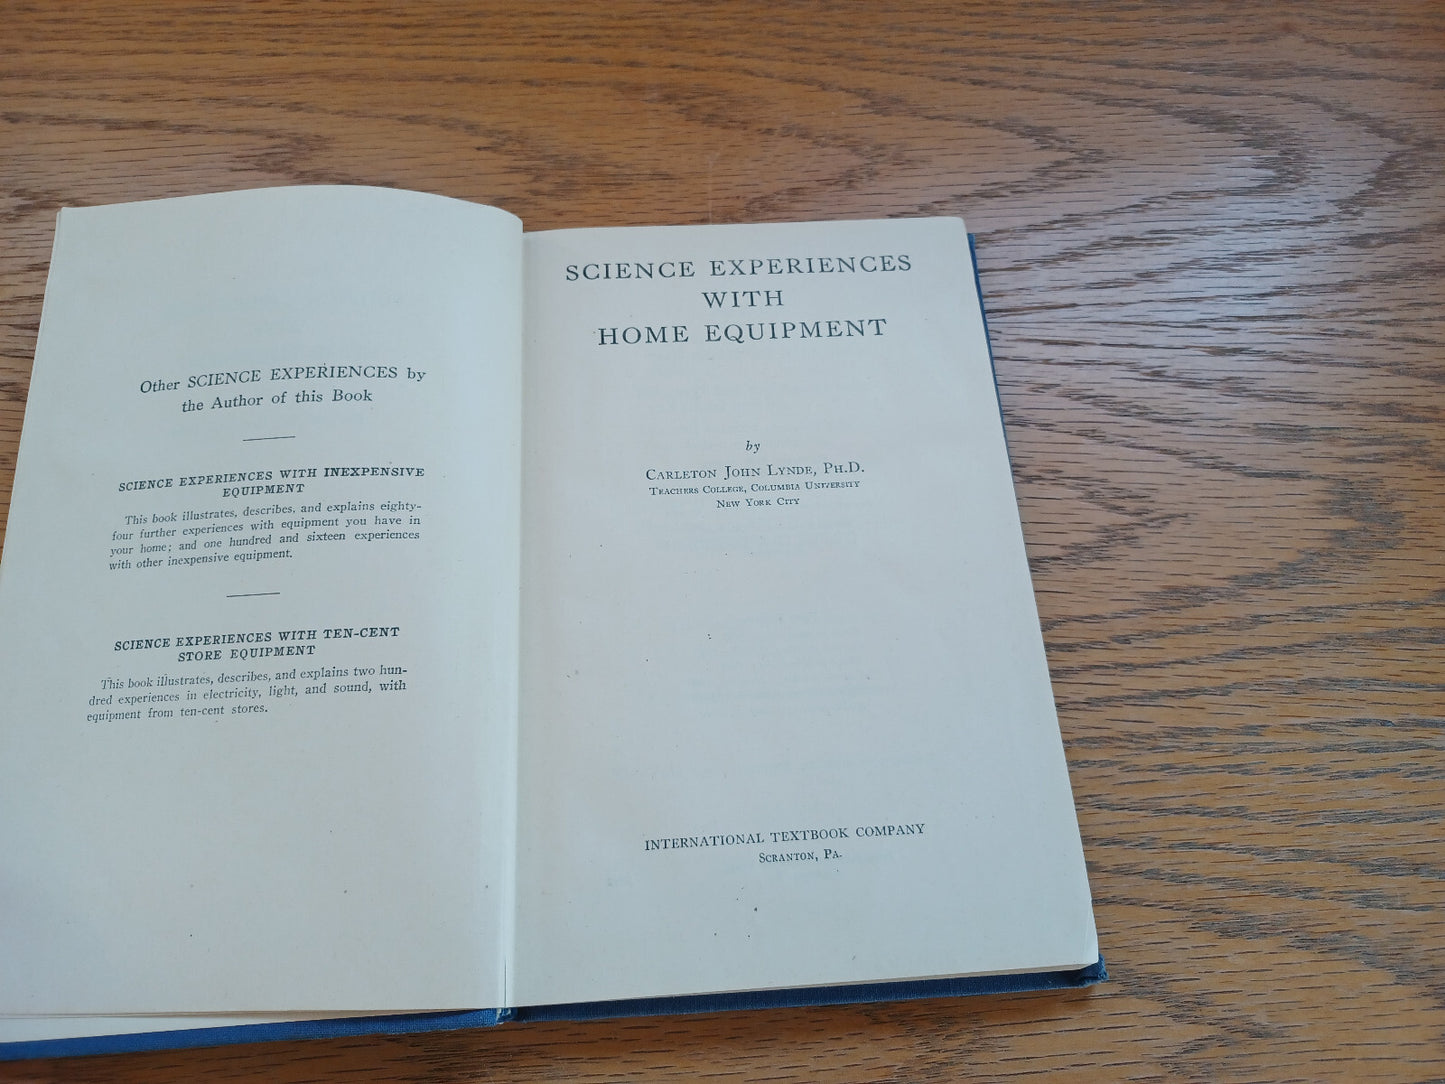 Other SCIENCE EXPERIENCES by
the Author of this Book
SCIENCE EXPERIENCES WITH INEXPENSIVE
EQUIPMENT
This book illustrates, describes, and explains eighty-
four further experiences with equipment you have in
your home; and one hundred and sixteen experiences
with other inexpensive equipment.
SCIENCE EXPERIENCES WITH TEN-CENT
STORE EQUIPMENT
This book illustrates, describes, and explains two hun-
dred experiences in electricity, light, and sound, with
equipment from ten-cent stores.
SCIENCE EXPERIENCES
WITH
HOME EQUIPMENT
by
CARLETON JOHN LYNDE, PH.D.
TEACHERS COLLEGE, COLUMBIA UNIVERSITY
NEW YORK CITY
INTERNATIONAL TEXTBOOK COMPANY
SCRANTON, PA.